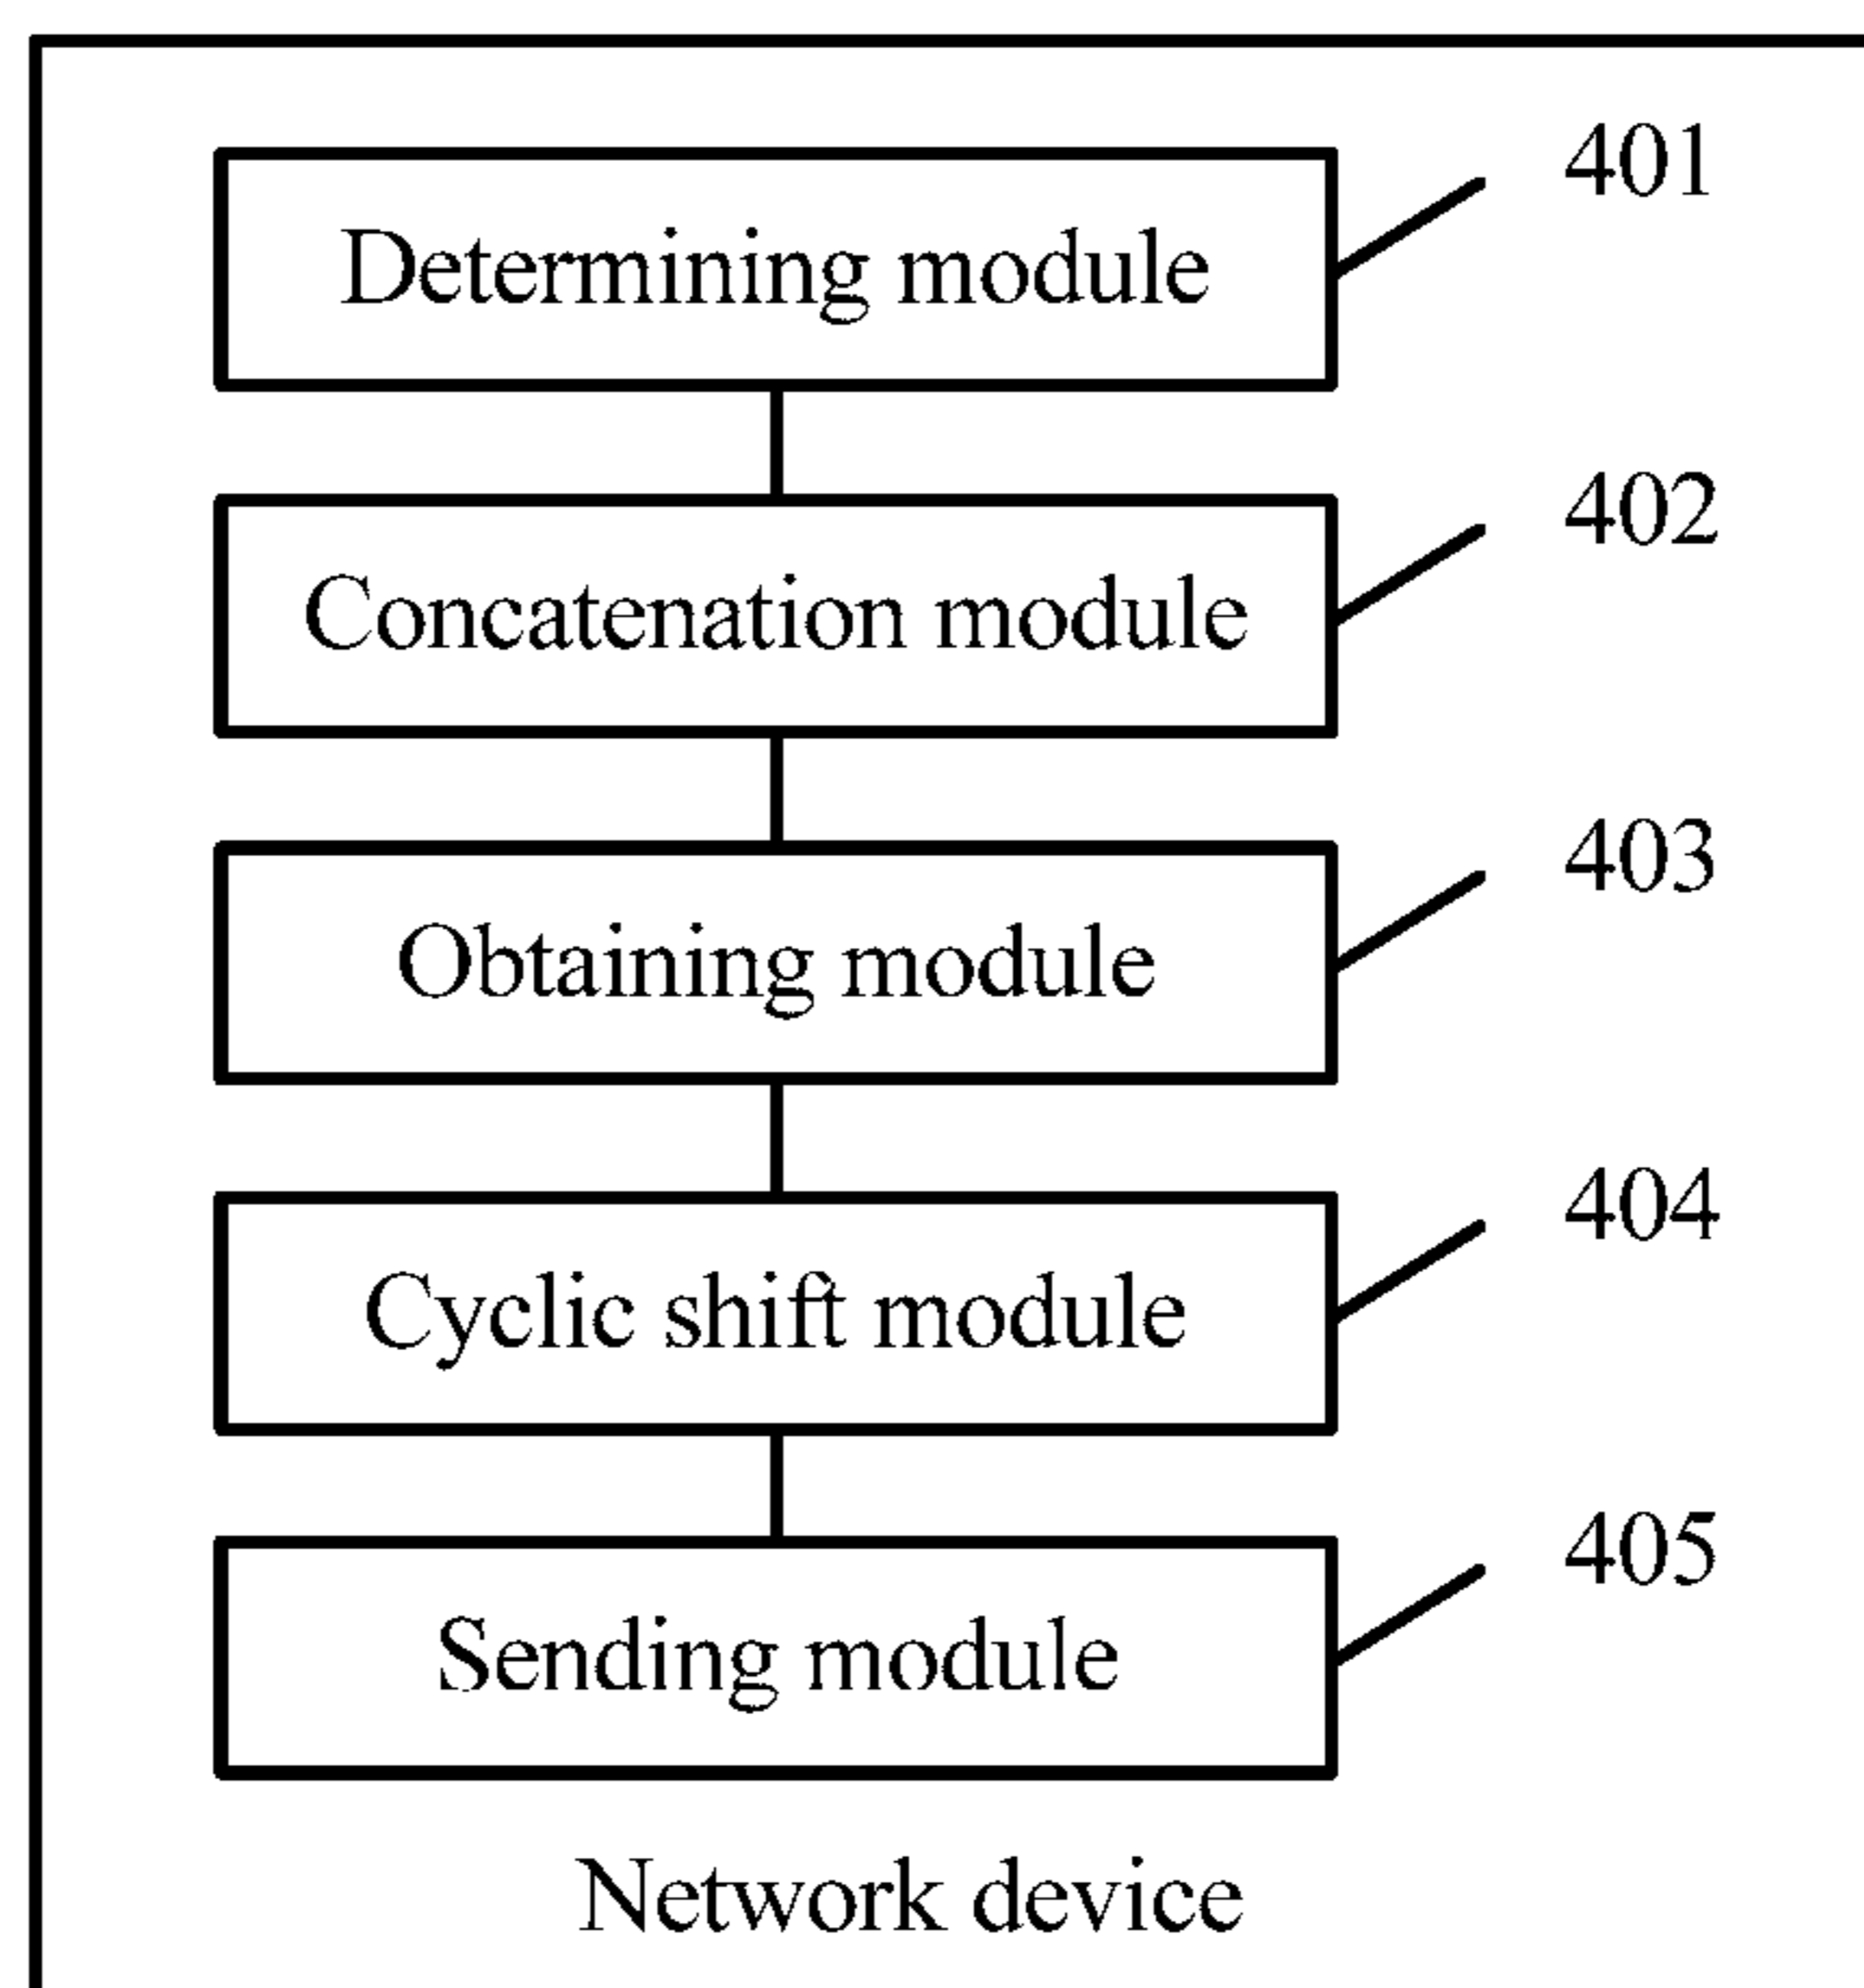 401
Determining module
402
Concatenation module
403
Obtaining module
404
Cyclic shift module
405
Sending module
Network device